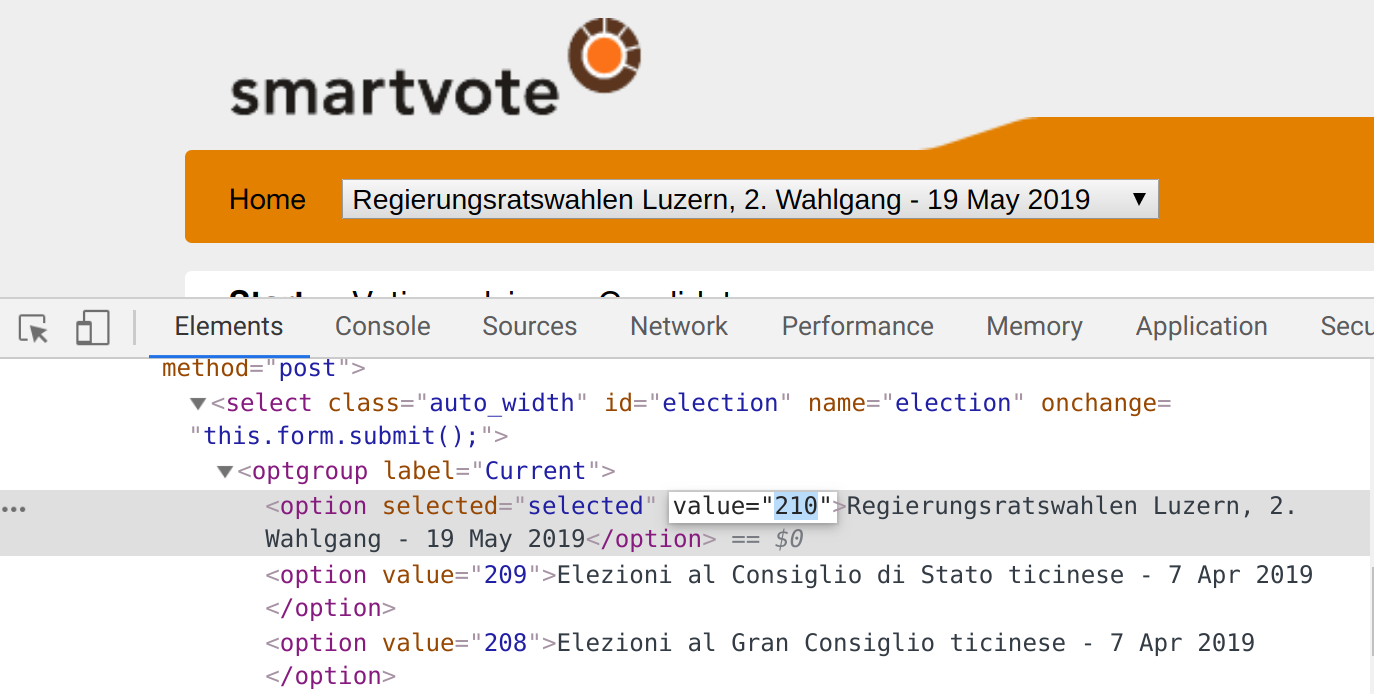 smartvote
Home Regierungsratswahlen Luzern, 2. Wahlgang - 19 May 2019 ▼
Elements Console Sources Network Performance Memory Application
method="post">
▼<select class="auto_width" id="election" name="election" onchange=
"this.form.submit();">
▼<optgroup label="Current">
<option selected="selected" value="210">Regierungsratswahlen Luzern, 2.
Wahlgang - 19 May 2019</option> == $0
<option value="209">Elezioni al Consiglio di Stato ticinese - 7 Apr 2019
</option>
<option value="208">Elezioni al Gran Consiglio ticinese - 7 Apr 2019
</option>